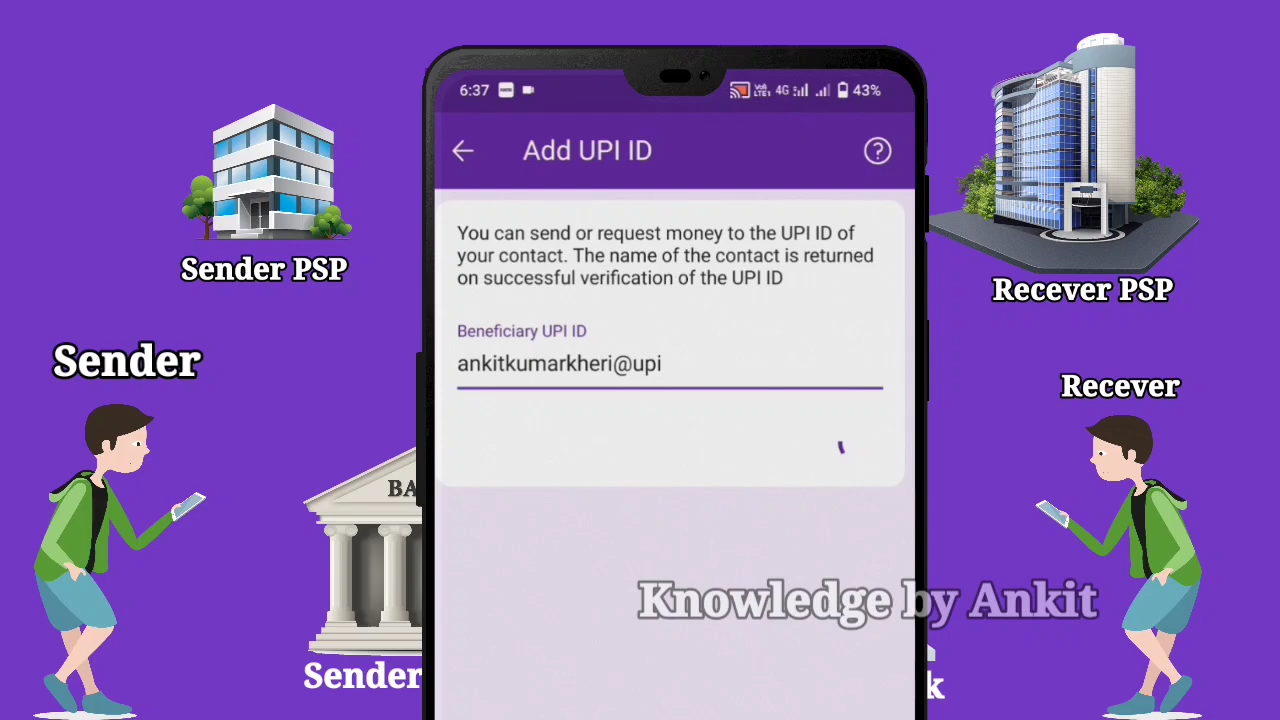 6:37
4G
43%
Add UPI ID
You can send or request money to the UPI ID of
your contact. The name of the contact is returned
on successful verification of the UPI ID
Beneficiary UPI ID
ankitkumarkheri@upi
Sender PSP
Recever PSP
Sender
Recever
BA
Knowledge by Ankit
Sender
k